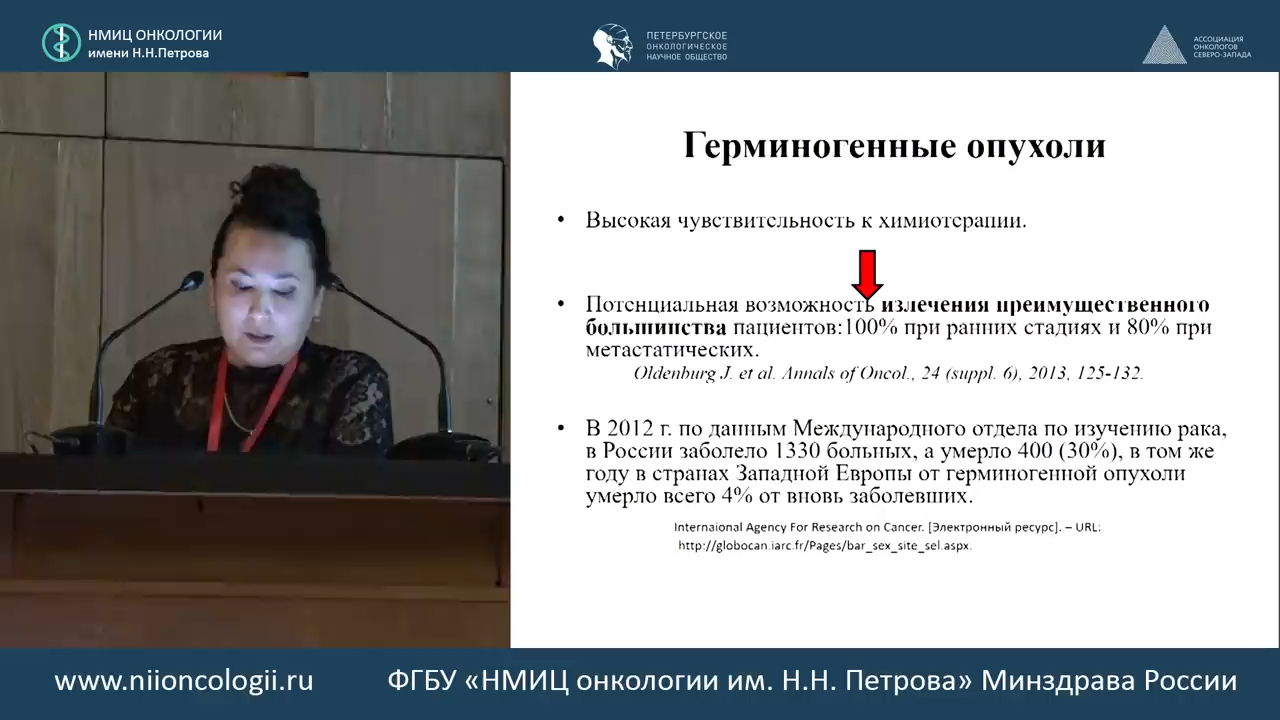 НМИЦ ОНКОЛОГИИ
имени Н.Н.Петрова
ПЕТЕРБУРГСКОЕ
ОНКОЛОГИЧЕСКОЕ
НАУЧНОЕ ОБЩЕСТВО
АССОЦИАЦИЯ
ОНКОЛОГОВ
СЕВЕРО-ЗАПАДА
Герминогенные опухоли
• Высокая чувствительность к химиотерапии.
• Потенциальная возможность излечения преимущественного
большинства пациентов:100% при ранних стадиях и 80% при
метастатических.
Oldenburg J. et al. Annals of Oncol., 24 (suppl. 6), 2013, 125-132.
• В 2012 г. по данным Международного отдела по изучению рака,
в России заболело 1330 больных, а умерло 400 (30%), в том же
году в странах Западной Европы от герминогенной опухоли
умерло всего 4% от вновь заболевших.
Internaional Agency For Research on Cancer. [Электронный ресурс]. – URL:
http://globocan.iarc.fr/Pages/bar_sex_site_sel.aspx.
www.niioncologii.ru
ФГБУ «НМИЦ онкологии им. Н.Н. Петрова» Минздрава России